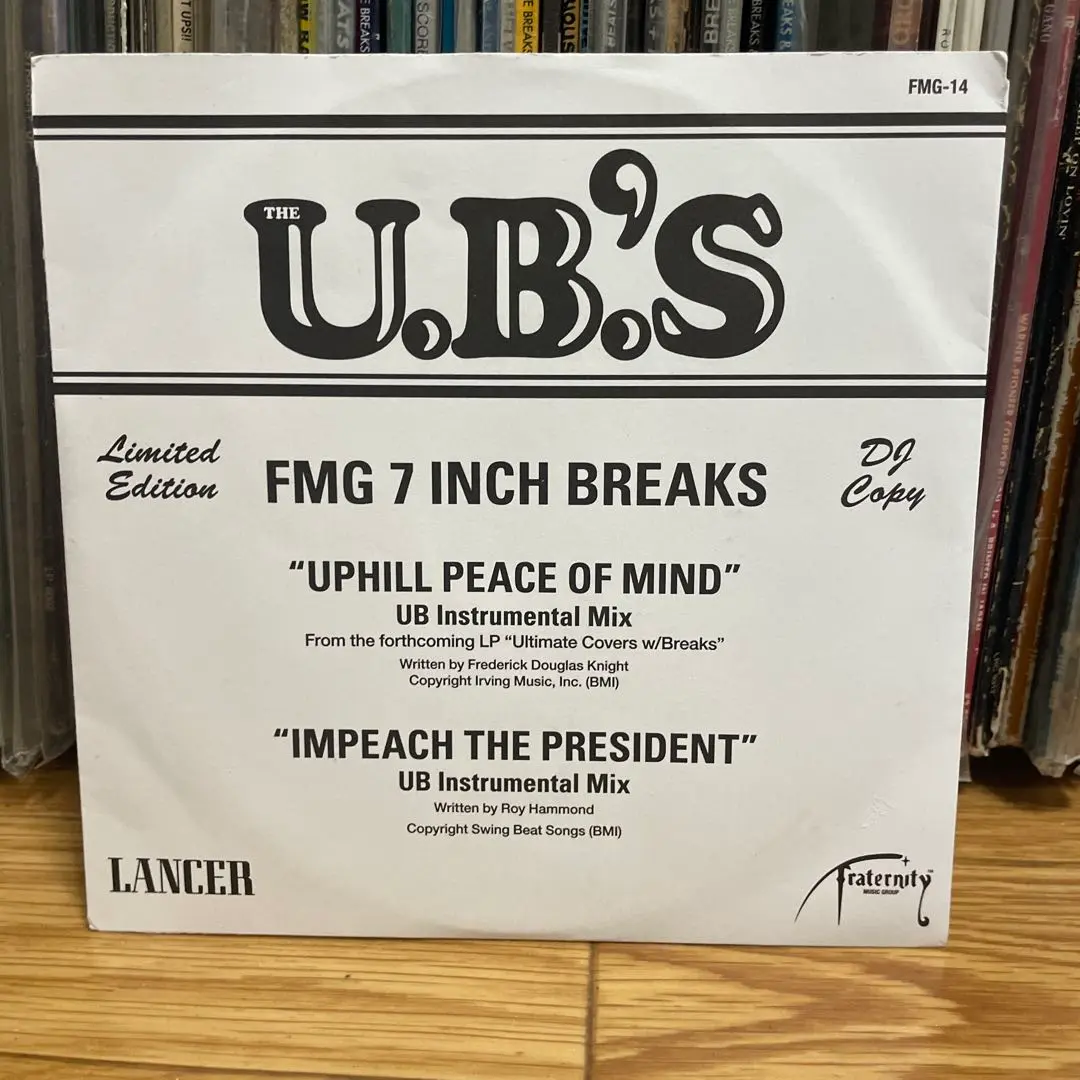 FMG-14
THE
U.B.'S
Limited
Edition
FMG 7 INCH BREAKS
DJ
Copy
“UPHILL PEACE OF MIND”
UB Instrumental Mix
From the forthcoming LP “Ultimate Covers w/Breaks”
Written by Frederick Douglas Knight
Copyright Irving Music, Inc. (BMI)
“IMPEACH THE PRESIDENT”
UB Instrumental Mix
Written by Roy Hammond
Copyright Swing Beat Songs (BMI)
LANCER
Fraternity™
MUSIC GROUP
T UPS!!
BREAKS